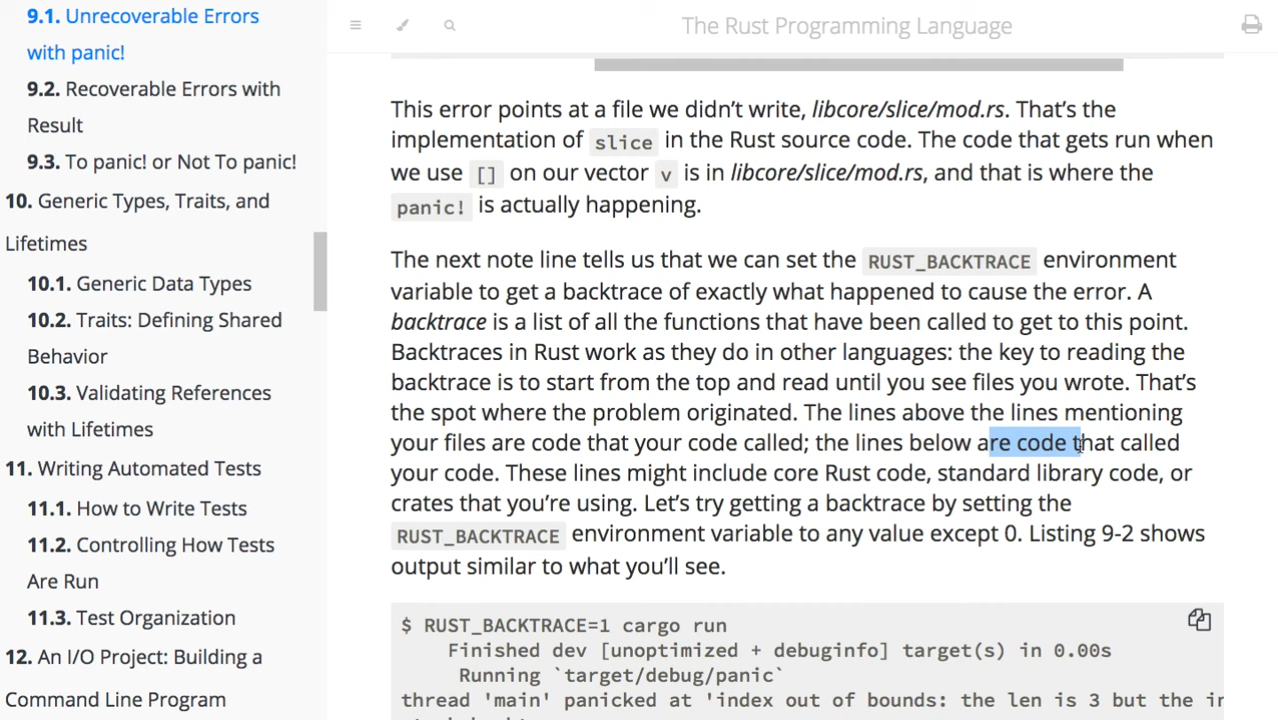 9.1. Unrecoverable Errors
with panic!
9.2. Recoverable Errors with
Result
9.3. To panic! or Not To panic!
10. Generic Types, Traits, and
Lifetimes
10.1. Generic Data Types
10.2. Traits: Defining Shared
Behavior
10.3. Validating References
with Lifetimes
11. Writing Automated Tests
11.1. How to Write Tests
11.2. Controlling How Tests
Are Run
11.3. Test Organization
12. An I/O Project: Building a
Command Line Program
The Rust Programming Language
This error points at a file we didn’t write, libcore/slice/mod.rs. That’s the
implementation of slice in the Rust source code. The code that gets run when
we use [] on our vector v is in libcore/slice/mod.rs, and that is where the
panic! is actually happening.
The next note line tells us that we can set the RUST_BACKTRACE environment
variable to get a backtrace of exactly what happened to cause the error. A
backtrace is a list of all the functions that have been called to get to this point.
Backtraces in Rust work as they do in other languages: the key to reading the
backtrace is to start from the top and read until you see files you wrote. That’s
the spot where the problem originated. The lines above the lines mentioning
your files are code that your code called; the lines below are code that called
your code. These lines might include core Rust code, standard library code, or
crates that you’re using. Let’s try getting a backtrace by setting the
RUST_BACKTRACE environment variable to any value except 0. Listing 9-2 shows
output similar to what you’ll see.
$ RUST_BACKTRACE=1 cargo run
Finished dev [unoptimized + debuginfo] target(s) in 0.00s
Running `target/debug/panic`
thread 'main' panicked at 'index out of bounds: the len is 3 but the